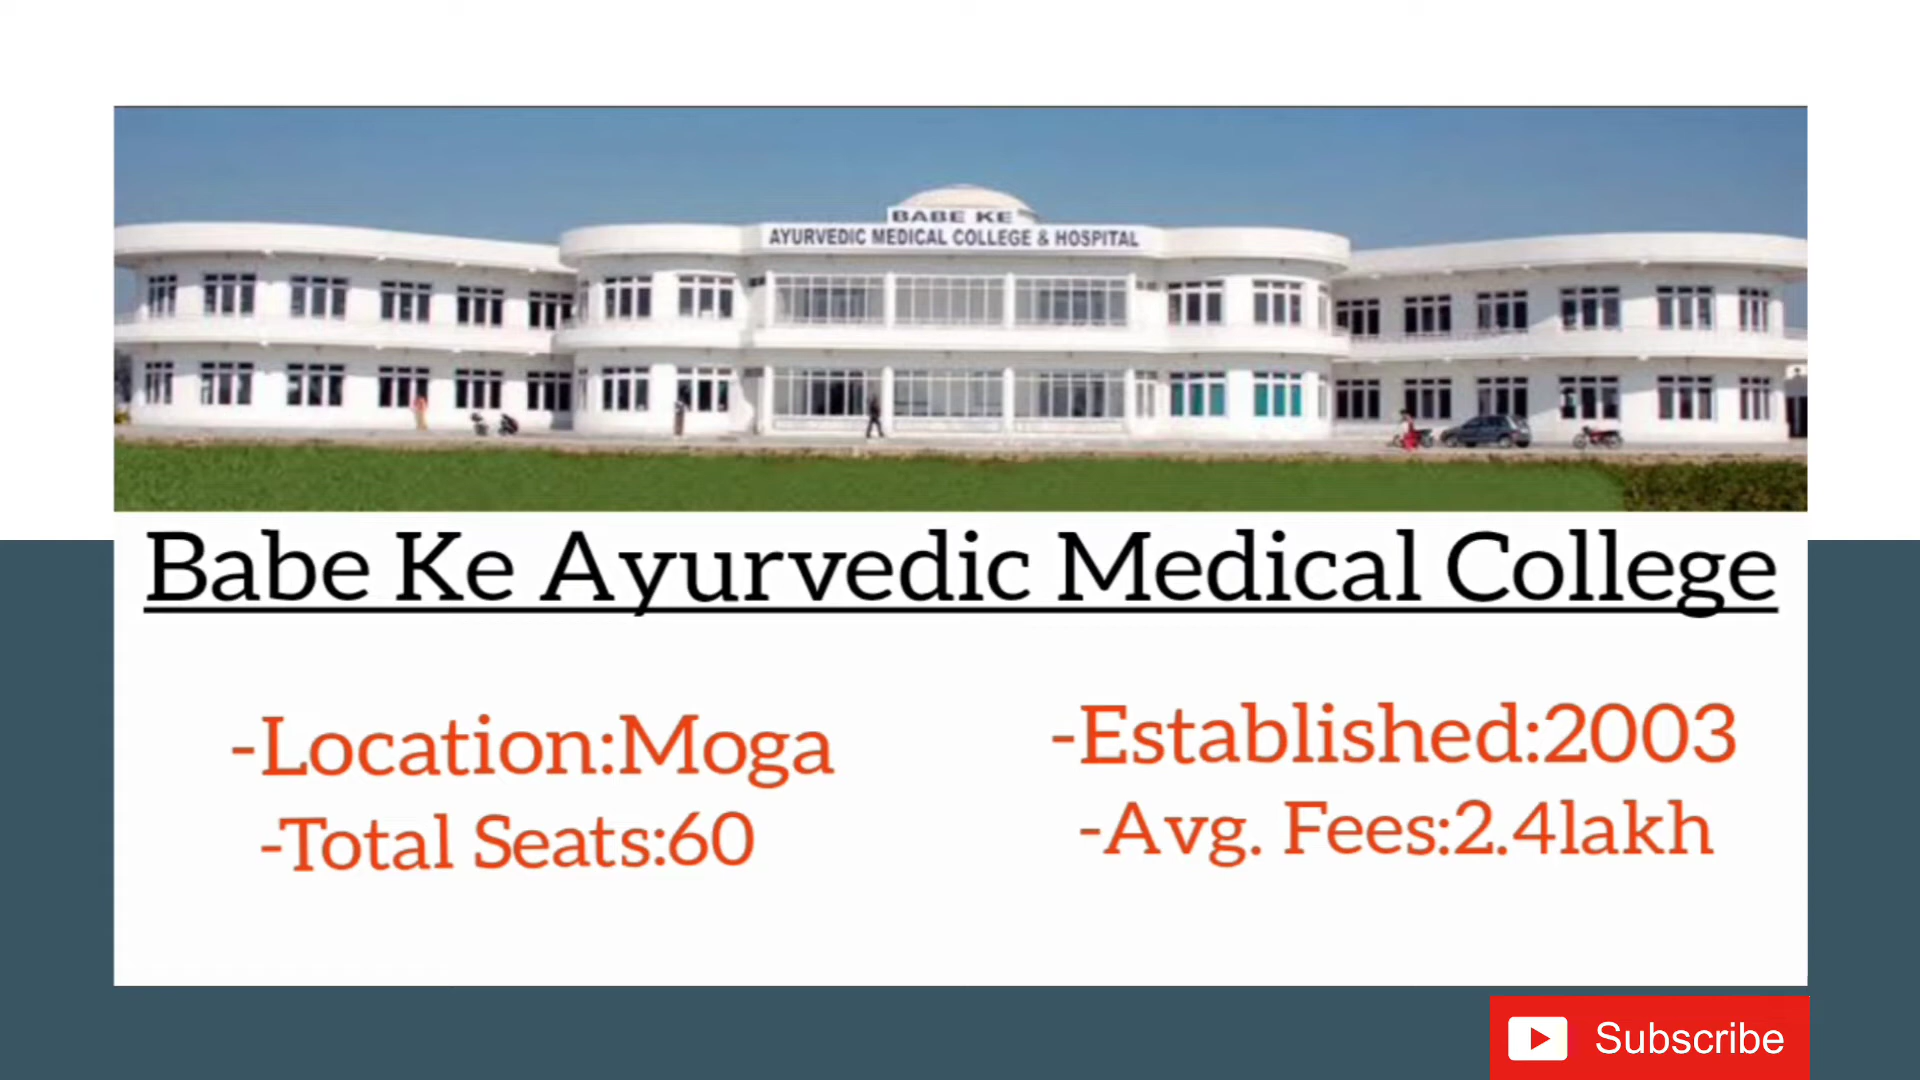 BABE KE
AYURVEDIC MEDICAL COLLEGE & HOSPITAL
Babe Ke Ayurvedic Medical College
-Location:Moga
-Established:2003
-Total Seats:60
-Avg. Fees:2.4lakh
Subscribe